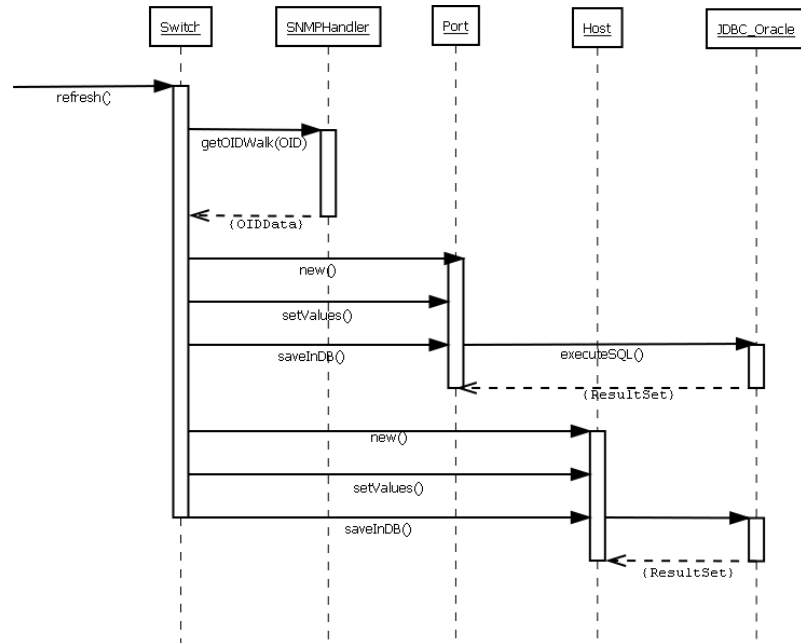 Switch SNMPHandler Port Host JDBC_Oracle
refresh()
getOIDWalk(OID)
{OIDData}
new()
setValues()
saveInDB() executeSQL()
{ResultSet}
new()
setValues()
saveInDB()
{ResultSet}